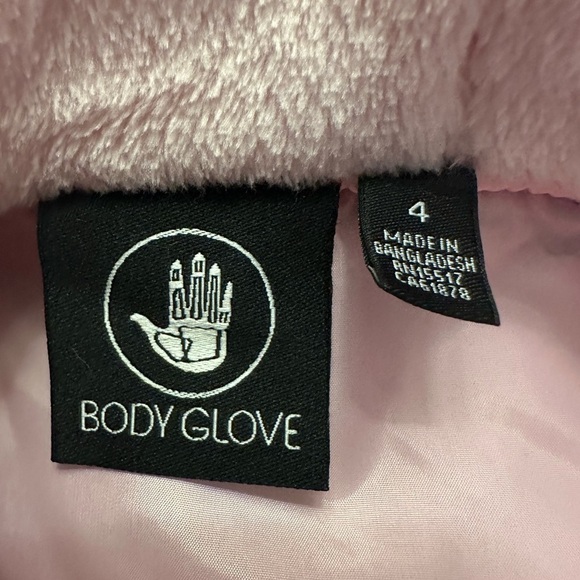 BODY GLOVE
4
MADE IN
BANGLADESH
RN15517
CA61878